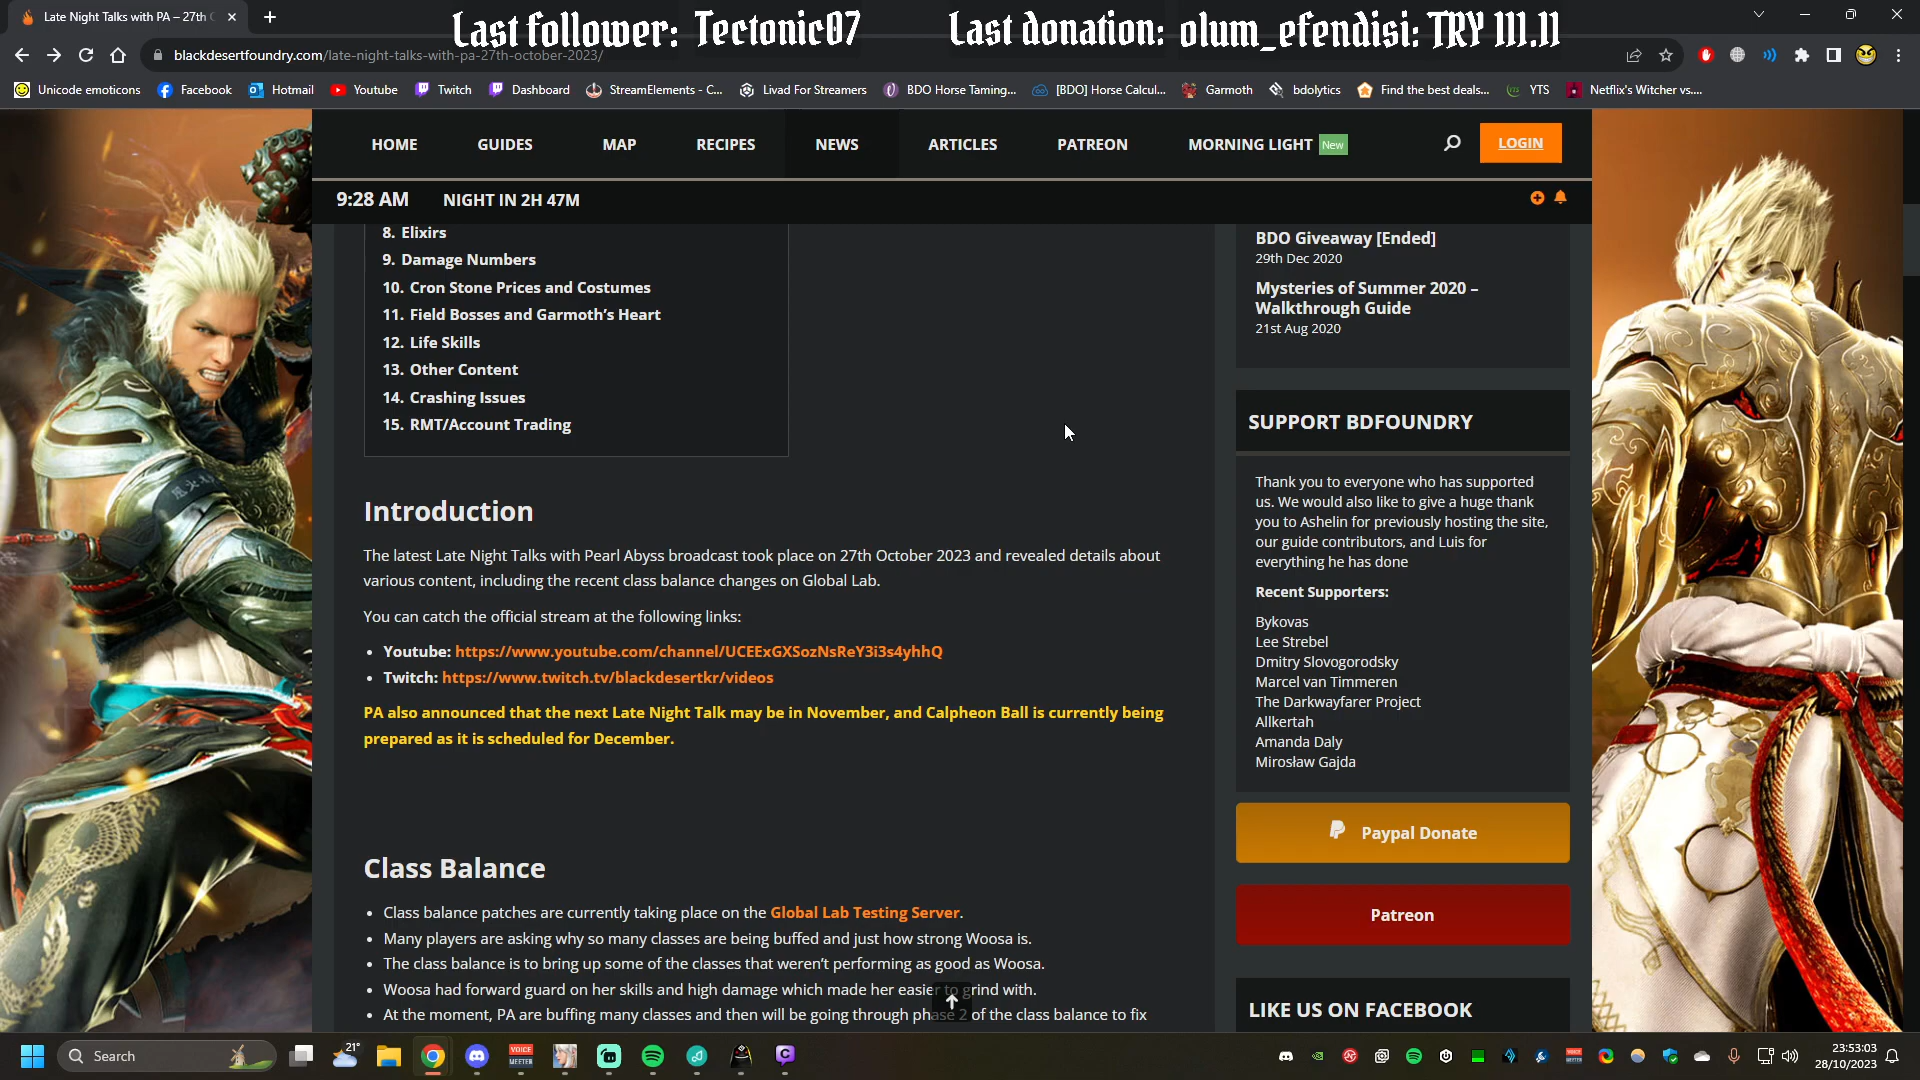 Late Night Talks with PA – 27th
Last follower: Tectonic07
Last donation: olum_efendisi: TRY 111.11
blackdesertfoundry.com/late-night-talks-with-pa-27th-october-2023/
Unicode emoticons
Facebook
Hotmail
Youtube
Twitch
Dashboard
StreamElements - C...
Livad For Streamers
BDO Horse Taming...
[BDO] Horse Calcul...
Garmoth
bdolytics
Find the best deals...
YTS
Netflix's Witcher vs....
HOME
GUIDES
MAP
RECIPES
NEWS
ARTICLES
PATREON
MORNING LIGHT New
LOGIN
9:28 AM
NIGHT IN 2H 47M
8. Elixirs
9. Damage Numbers
10. Cron Stone Prices and Costumes
11. Field Bosses and Garmoth's Heart
12. Life Skills
13. Other Content
14. Crashing Issues
15. RMT/Account Trading
Introduction
The latest Late Night Talks with Pearl Abyss broadcast took place on 27th October 2023 and revealed details about
various content, including the recent class balance changes on Global Lab.
You can catch the official stream at the following links:
• Youtube: https://www.youtube.com/channel/UCEExGXSozNsReY3i3s4yhhQ
• Twitch: https://www.twitch.tv/blackdesertkr/videos
PA also announced that the next Late Night Talk may be in November, and Calpheon Ball is currently being
prepared as it is scheduled for December.
Class Balance
• Class balance patches are currently taking place on the Global Lab Testing Server.
• Many players are asking why so many classes are being buffed and just how strong Woosa is.
• The class balance is to bring up some of the classes that weren't performing as good as Woosa.
• Woosa had forward guard on her skills and high damage which made her easier to grind with.
• At the moment, PA are buffing many classes and then will be going through phase 2 of the class balance to fix
BDO Giveaway [Ended]
29th Dec 2020
Mysteries of Summer 2020 –
Walkthrough Guide
21st Aug 2020
SUPPORT BDFOUNDRY
Thank you to everyone who has supported
us. We would also like to give a huge thank
you to Ashelin for previously hosting the site,
our guide contributors, and Luis for
everything he has done
Recent Supporters:
Bykovas
Lee Strebel
Dmitry Slovogorodsky
Marcel van Timmeren
The Darkwayfarer Project
Allkertah
Amanda Daly
Mirosław Gajda
Paypal Donate
Patreon
LIKE US ON FACEBOOK
Search
21°
VOICE
MEETER
23:53:03
28/10/2023